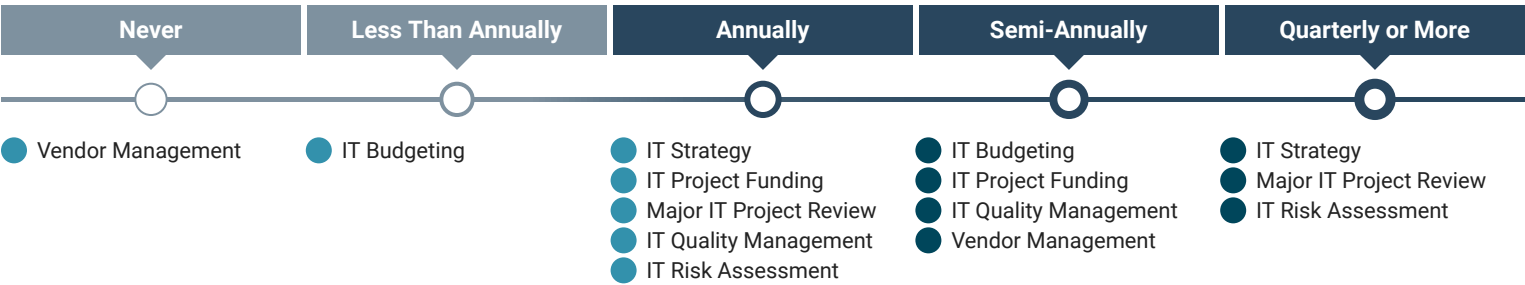 Never
Less Than Annually
Annually
Semi-Annually
Quarterly or More
Vendor Management
IT Budgeting
IT Strategy
IT Project Funding
Major IT Project Review
IT Quality Management
IT Risk Assessment
IT Budgeting
IT Project Funding
IT Quality Management
Vendor Management
IT Strategy
Major IT Project Review
IT Risk Assessment